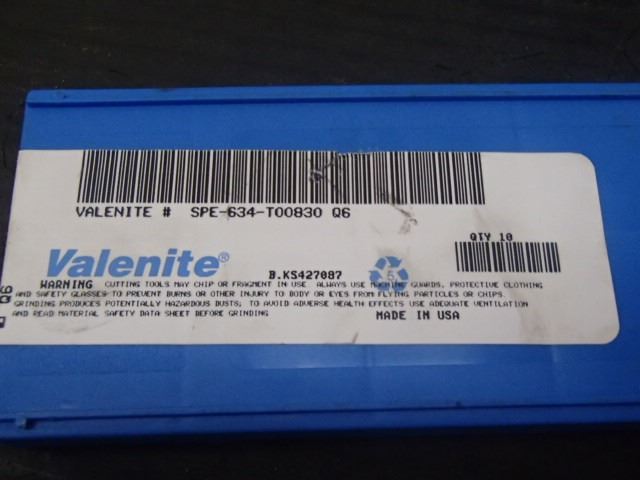 VALENITE # SPE-634-T00830 Q6
QTY 10
Valenite®
B.KS427087
5
WARNING CUTTING TOOLS MAY CHIP OR FRAGMENT IN USE ALWAYS USE MACHINE GUARDS, PROTECTIVE CLOTHING
AND SAFETY GLASSES TO PREVENT BURNS OR OTHER INJURY TO BODY OR EYES FROM FLYING PARTICLES OR CHIPS.
GRINDING PRODUCES POTENTIALLY HAZARDOUS DUSTS; TO AVOID ADVERSE HEALTH EFFECTS USE ADEQUATE VENTILATION
AND READ MATERIAL SAFETY DATA SHEET BEFORE GRINDING
MADE IN USA
Q6